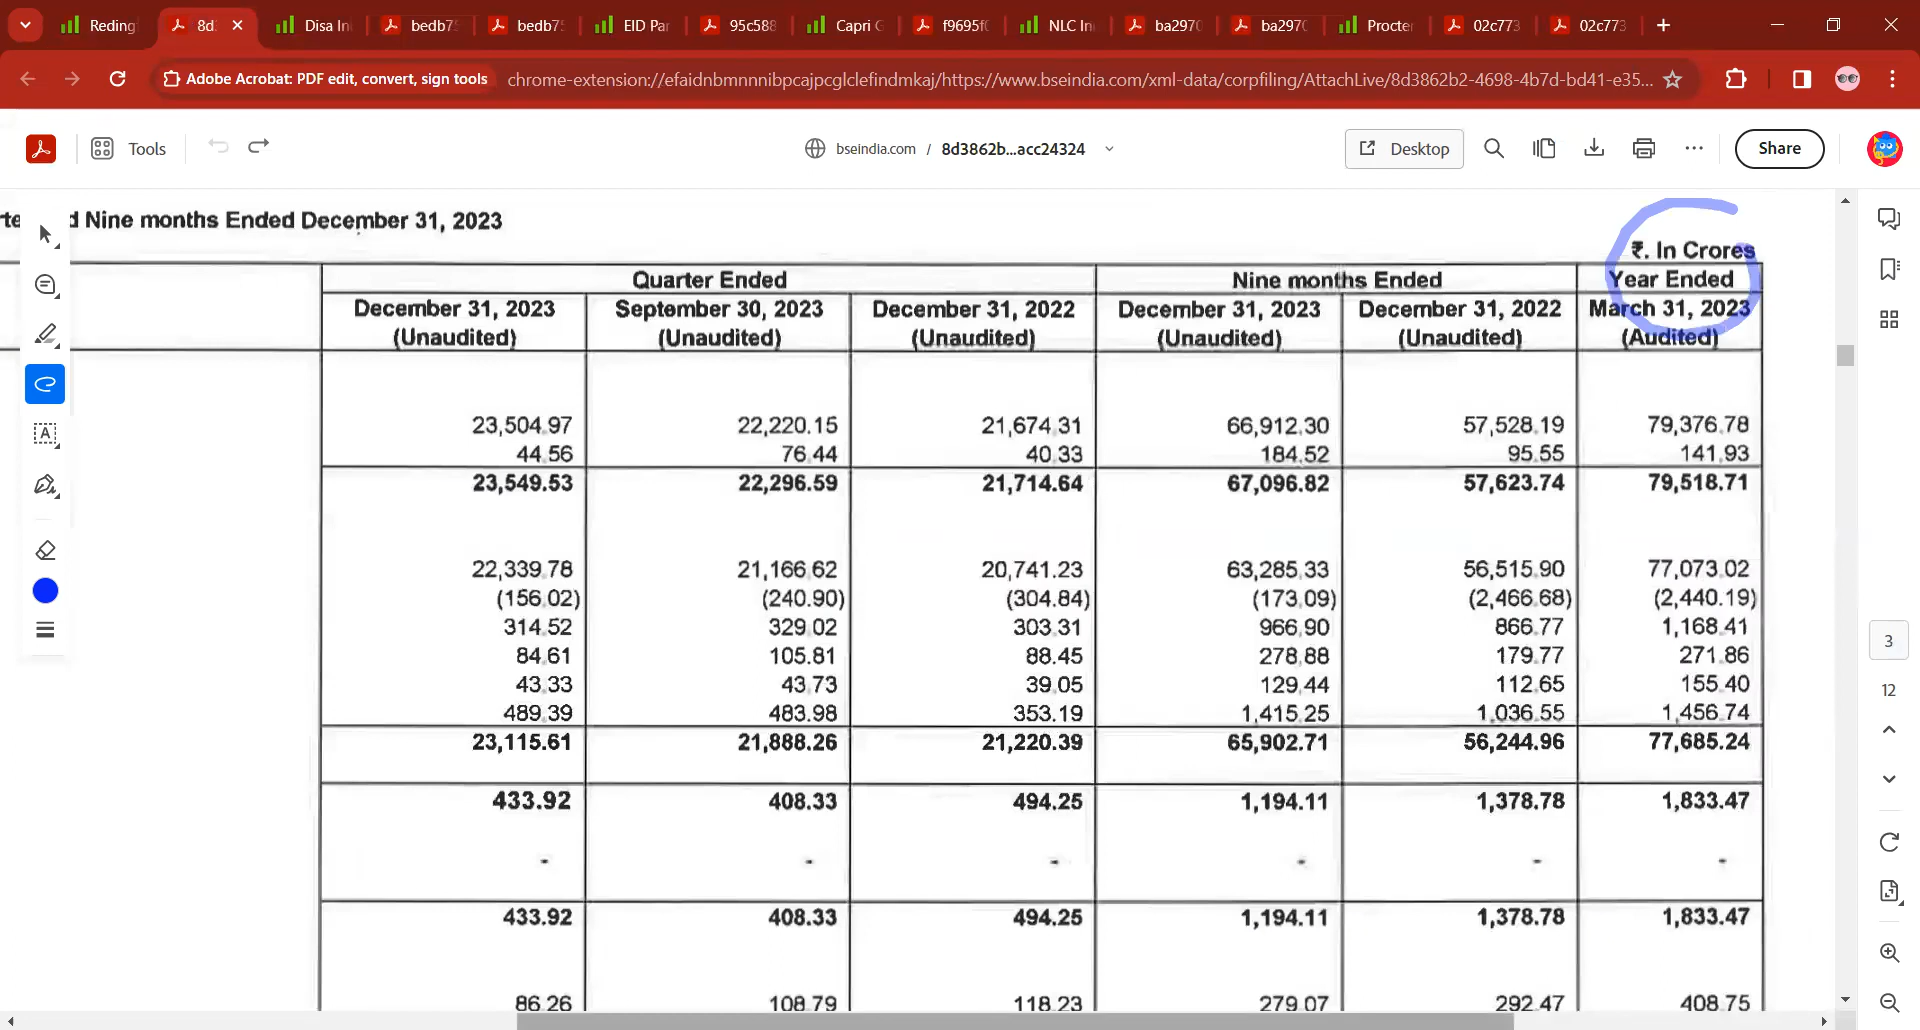 Reding
8d
Disa In
bedb7
bedb7
EID Par
95c588
Capri G
f9695f
NLC In
ba2970
ba2970
Procter
02c773
02c773
Adobe Acrobat: PDF edit, convert, sign tools chrome-extension://efaidnbmnnnibpcajpcglclefindmkaj/https://www.bseindia.com/xml-data/corpfiling/AttachLive/8d3862b2-4698-4b7d-bd41-e35...
Tools
bseindia.com / 8d3862b...acc24324
Desktop
Share
d Nine months Ended December 31, 2023
₹. In Crores
Quarter Ended Nine months Ended Year Ended
December 31, 2023 September 30, 2023 December 31, 2022 December 31, 2023 December 31, 2022 March 31, 2023
(Unaudited) (Unaudited) (Unaudited) (Unaudited) (Unaudited) (Audited)
23,504.97 22,220.15 21,674.31 66,912.30 57,528.19 79,376.78
44.56 76.44 40.33 184.52 95.55 141.93
23,549.53 22,296.59 21,714.64 67,096.82 57,623.74 79,518.71
22,339.78 21,166.62 20,741.23 63,285.33 56,515.90 77,073.02
(156.02) (240.90) (304.84) (173.09) (2,466.68) (2,440.19)
314.52 329.02 303.31 966.90 866.77 1,168.41
84.61 105.81 88.45 278.88 179.77 271.86
43.33 43.73 39.05 129.44 112.65 155.40
489.39 483.98 353.19 1,415.25 1,036.55 1,456.74
23,115.61 21,888.26 21,220.39 65,902.71 56,244.96 77,685.24
433.92 408.33 494.25 1,194.11 1,378.78 1,833.47
- - - - - -
433.92 408.33 494.25 1,194.11 1,378.78 1,833.47
86.26 108.79 118.23 279.07 292.47 408.75
3
12